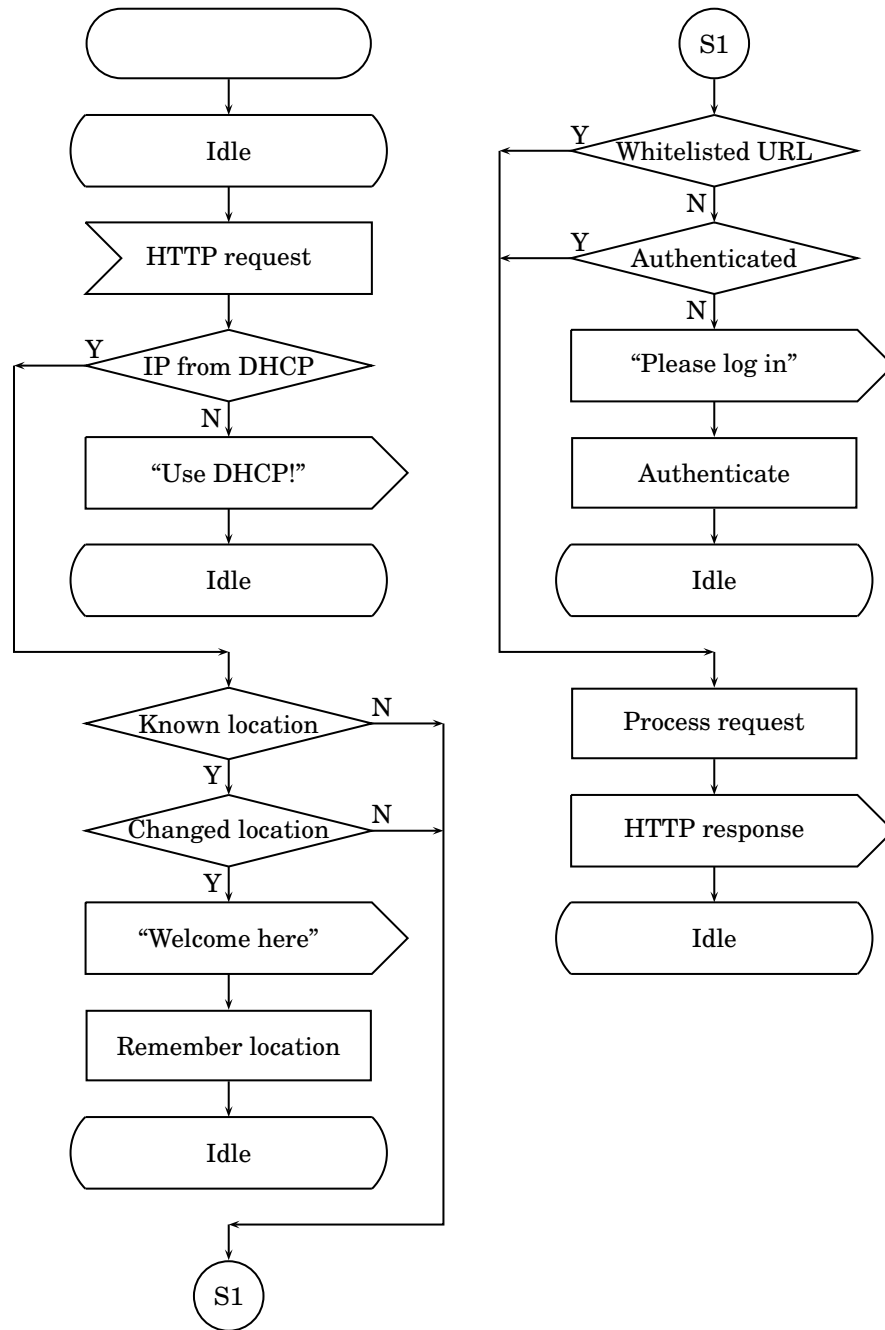 Idle
HTTP request
Y
IP from DHCP
N
“Use DHCP!”
Idle
Known location
N
Y
Changed location
N
Y
“Welcome here”
Remember location
Idle
S1
S1
Y
Whitelisted URL
N
Y
Authenticated
N
“Please log in”
Authenticate
Idle
Process request
HTTP response
Idle